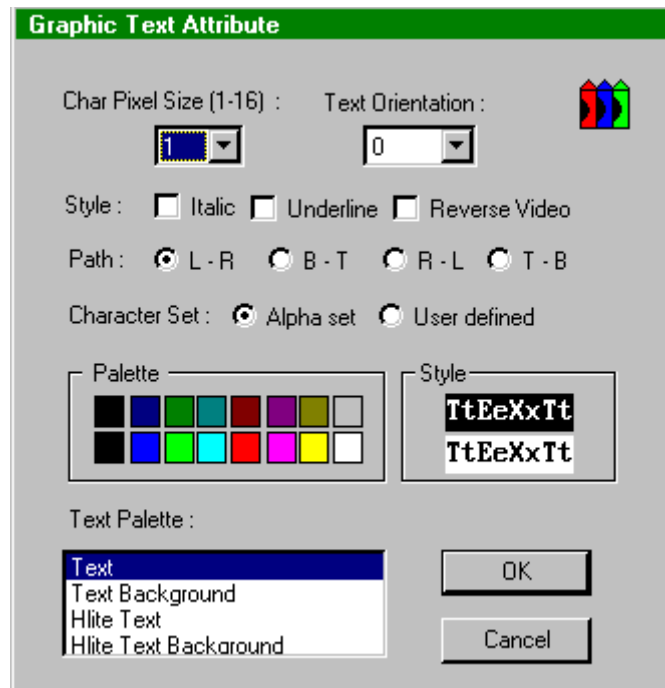 Graphic Text Attribute
Char Pixel Size (1-16) : Text Orientation :
1 0
Style : Italic Underline Reverse Video
Path : L - R B - T R - L T - B
Character Set : Alpha set User defined
Palette Style
TtEeXxTt
TtEeXxTt
Text Palette :
Text
Text Background
Hlite Text
Hlite Text Background
OK
Cancel